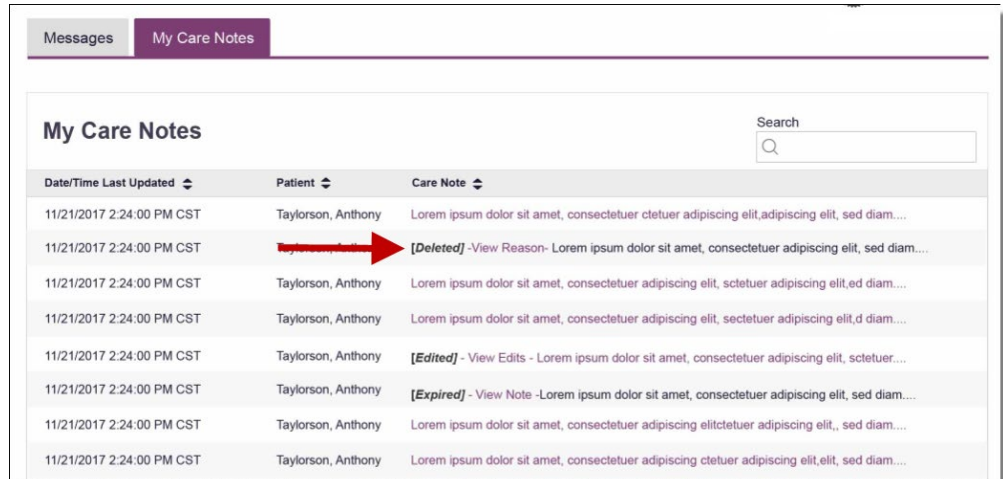 Messages My Care Notes
My Care Notes
Search
Date/Time Last Updated Patient Care Note
11/21/2017 2:24:00 PM CST Taylorson, Anthony Lorem ipsum dolor sit amet, consectetuer ctetuer adipiscing elit,adipiscing elit, sed diam....
11/21/2017 2:24:00 PM CST [Deleted] -View Reason- Lorem ipsum dolor sit amet, consectetuer adipiscing elit, sed diam....
11/21/2017 2:24:00 PM CST Taylorson, Anthony Lorem ipsum dolor sit amet, consectetuer adipiscing elit, sctetuer adipiscing elit,ed diam....
11/21/2017 2:24:00 PM CST Taylorson, Anthony Lorem ipsum dolor sit amet, consectetuer adipiscing elit, sectetuer adipiscing elit,d diam....
11/21/2017 2:24:00 PM CST Taylorson, Anthony [Edited] - View Edits - Lorem ipsum dolor sit amet, consectetuer adipiscing elit, sctetuer....
11/21/2017 2:24:00 PM CST Taylorson, Anthony [Expired] - View Note -Lorem ipsum dolor sit amet, consectetuer adipiscing elit, sed diam....
11/21/2017 2:24:00 PM CST Taylorson, Anthony Lorem ipsum dolor sit amet, consectetuer adipiscing elitctetuer adipiscing elit,, sed diam....
11/21/2017 2:24:00 PM CST Taylorson, Anthony Lorem ipsum dolor sit amet, consectetuer adipiscing ctetuer adipiscing elit,elit, sed diam....